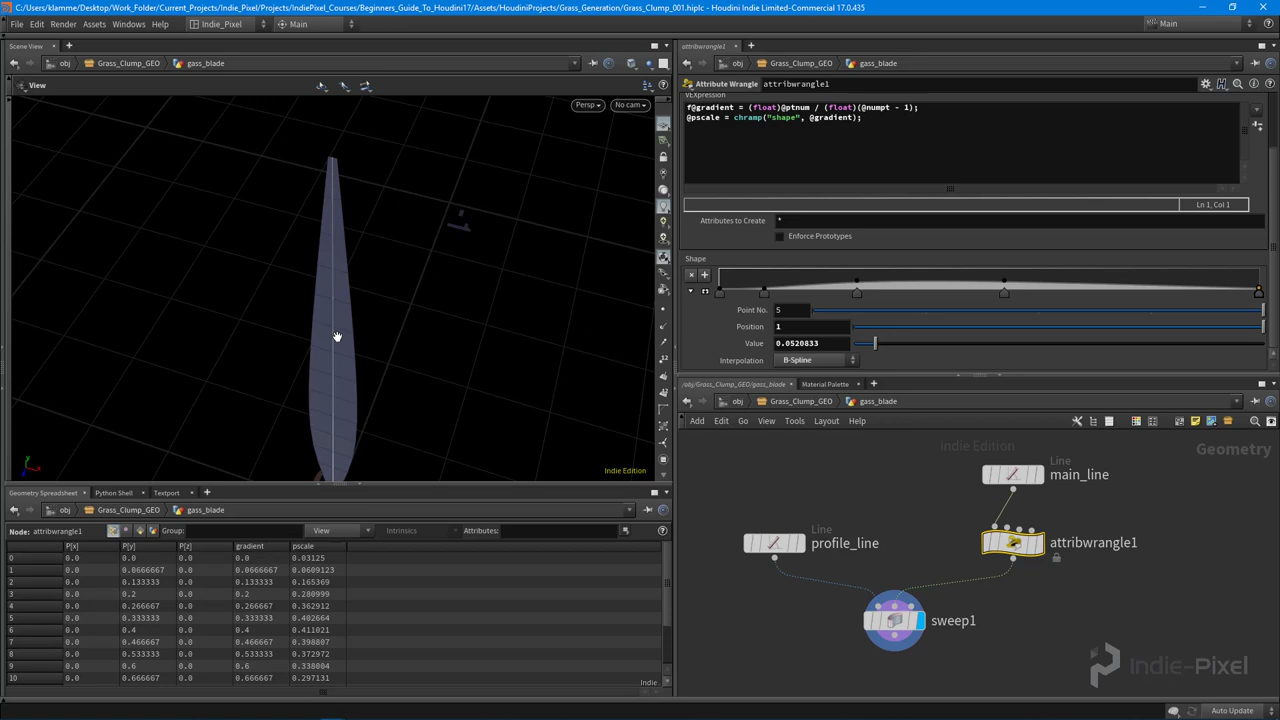 C:/Users/klamme/Desktop/Work_Folder/Current_Projects/Projects/IndiePixel_Courses/Beginners_Guide_To_Houdini17/Assets/HoudiniProjects/Grass_Generation/Grass_Clump_001.hiplc - Houdini Indie Limited-Commercial 17.0.435
File Edit Render Assets Windows Help Indie_Pixel Main Main
Scene View
obj Grass_Clump_GEO gass_blade
View
Persp No cam
Indie Edition
attribwrangle1
obj Grass_Clump_GEO gass_blade
Attribute Wrangle attribwrangle1
VEXpression
f@gradient = (float)@ptnum / (float)(@numpt - 1);
@pscale = chramp("shape", @gradient);
Ln 1, Col 1
Attributes to Create *
Enforce Prototypes
Shape
Point No. 5
Position 1
Value 0.0520833
Interpolation B-Spline
/obj/Grass_Clump_GEO/gass_blade Material Palette
obj Grass_Clump_GEO gass_blade
Add Edit Go View Tools Layout Help
Indie Edition
Geometry
Line
main_line
Line
profile_line
attribwrangle1
sweep1
Indie-Pixel
Geometry Spreadsheet Python Shell Textport
obj Grass_Clump_GEO gass_blade
Node: attribwrangle1 Group: View Intrinsics Attributes:
P[x] P[y] P[z] gradient pscale
0 0.0 0.0 0.0 0.0 0.03125
1 0.0 0.0666667 0.0 0.0666667 0.0609123
2 0.0 0.133333 0.0 0.133333 0.165369
3 0.0 0.2 0.0 0.2 0.280999
4 0.0 0.266667 0.0 0.266667 0.362912
5 0.0 0.333333 0.0 0.333333 0.402664
6 0.0 0.4 0.0 0.4 0.411021
7 0.0 0.466667 0.0 0.466667 0.398807
8 0.0 0.533333 0.0 0.533333 0.372972
9 0.0 0.6 0.0 0.6 0.338004
10 0.0 0.666667 0.0 0.666667 0.297131
Indie
Auto Update